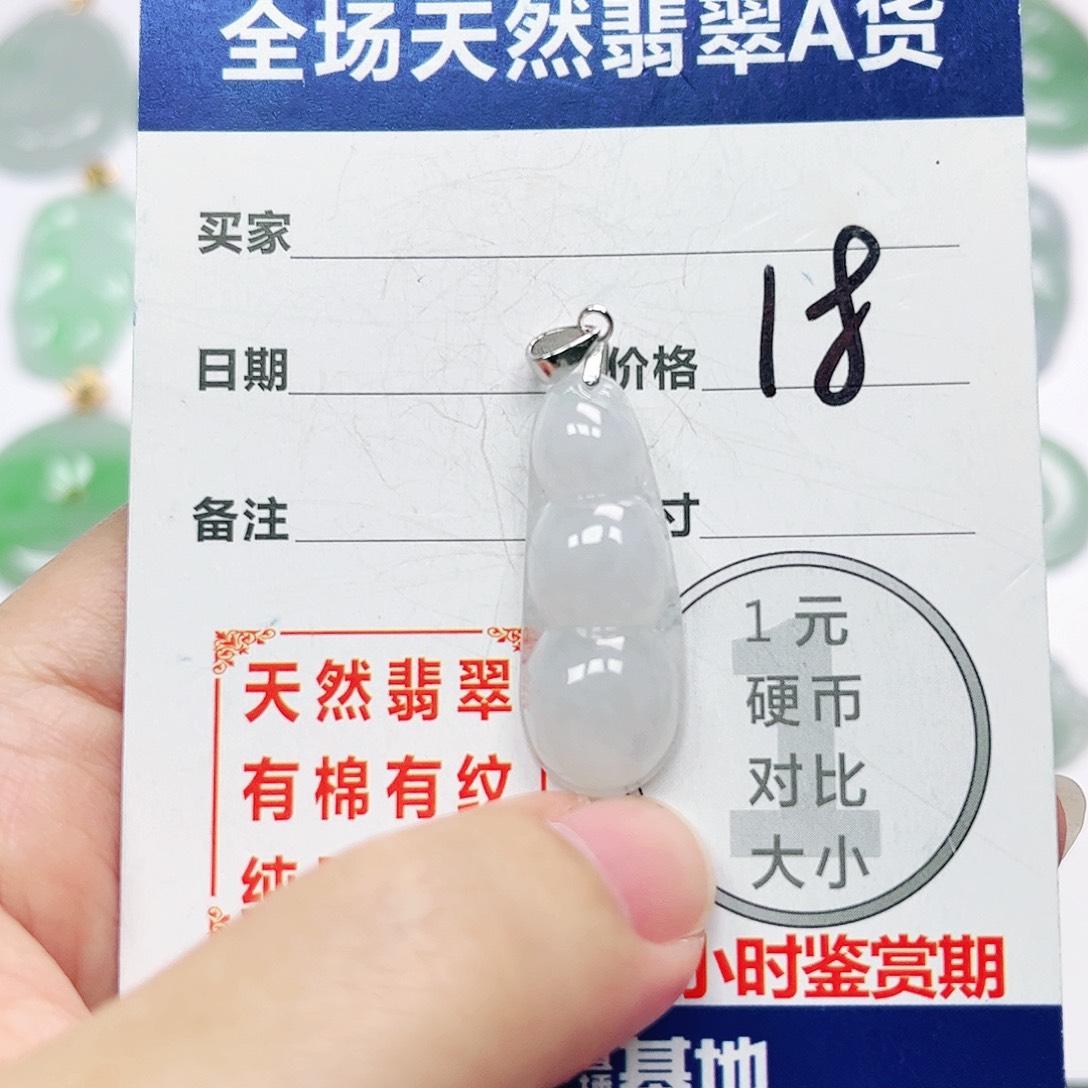 全场天然翡翠A货
买家
18
日期
价格
备注
寸
天然翡翠
有棉有纹
纯
1元
硬币
对比
大小
小时鉴赏期
基地